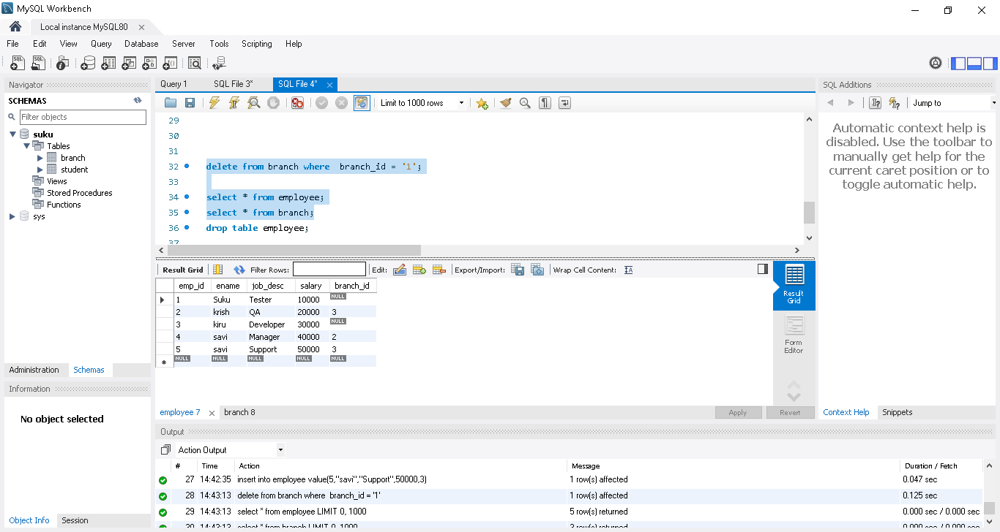 MySQL Workbench
Local instance MySQL80
File Edit View Query Database Server Tools Scripting Help
Navigator
SCHEMAS
Filter objects
suku
Tables
branch
student
Views
Stored Procedures
Functions
sys
Administration Schemas
Information
No object selected
Object Info Session
Query 1 SQL File 3* SQL File 4*
Limit to 1000 rows
29
30
31
32 delete from branch where  branch_id = '1';
33
34 select * from employee;
35 select * from branch;
36 drop table employee;
37
Result Grid Filter Rows: Edit: Export/Import: Wrap Cell Content:
emp_id ename job_desc salary branch_id
1 Suku Tester 10000 NULL
2 krish QA 20000 3
3 kiru Developer 30000 NULL
4 savi Manager 40000 2
5 savi Support 50000 3
NULL NULL NULL NULL NULL
Result
Grid
Form
Editor
employee 7 branch 8
Apply Revert
SQL Additions
Jump to
Automatic context help is
disabled. Use the toolbar to
manually get help for the
current caret position or to
toggle automatic help.
Context Help Snippets
Output
Action Output
# Time Action Message Duration / Fetch
27 14:42:35 insert into employee value(5,"savi","Support",50000,3) 1 row(s) affected 0.047 sec
28 14:43:13 delete from branch where  branch_id = '1' 1 row(s) affected 0.125 sec
29 14:43:13 select * from employee LIMIT 0, 1000 5 row(s) returned 0.000 sec / 0.000 sec
30 14:43:13 select * from branch LIMIT 0, 1000 2 row(s) returned 0.000 sec / 0.000 sec